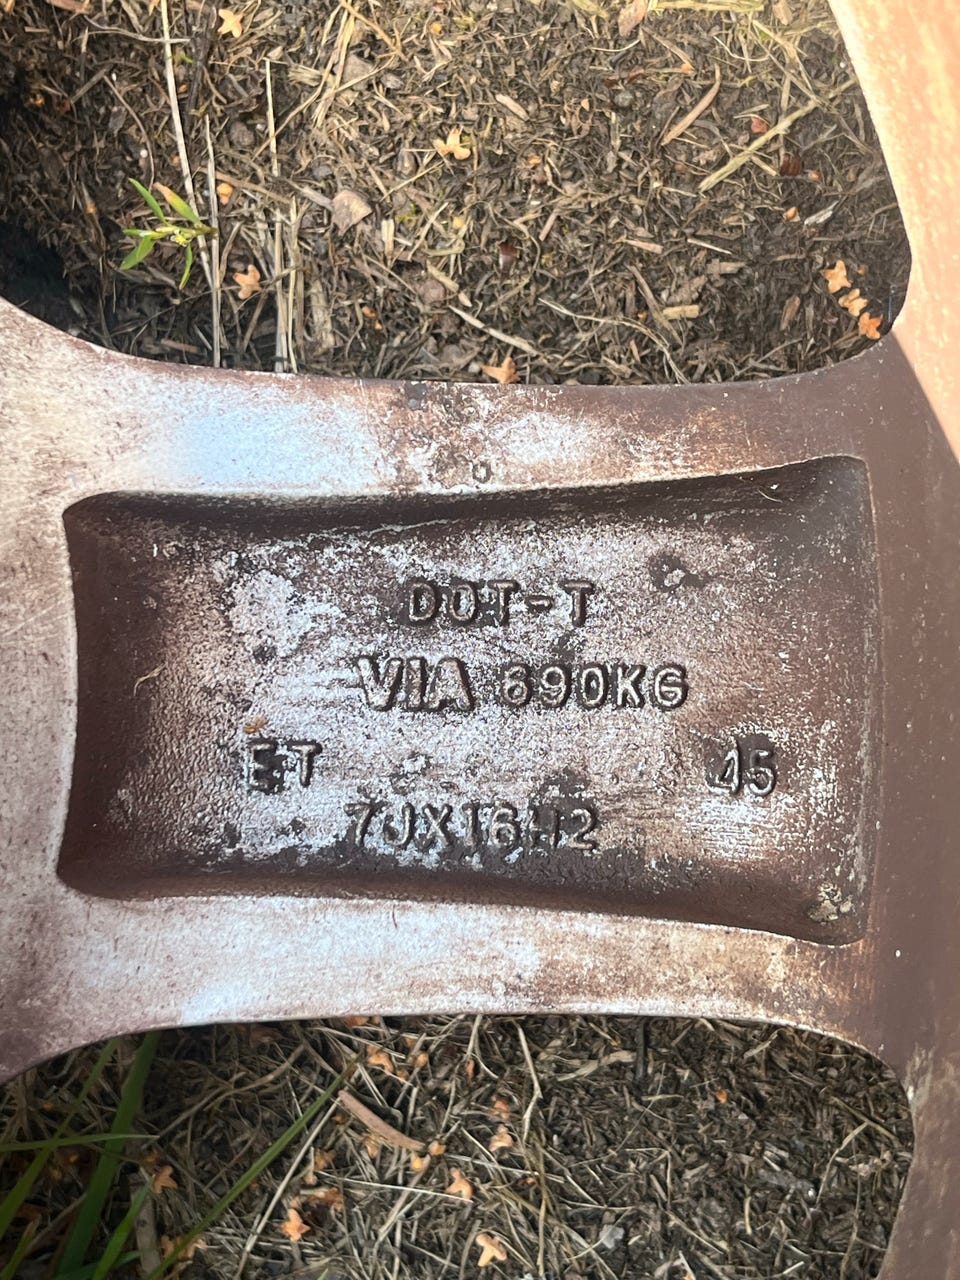 DOT-T
VIA 690KG
ET 45
7JX16H2